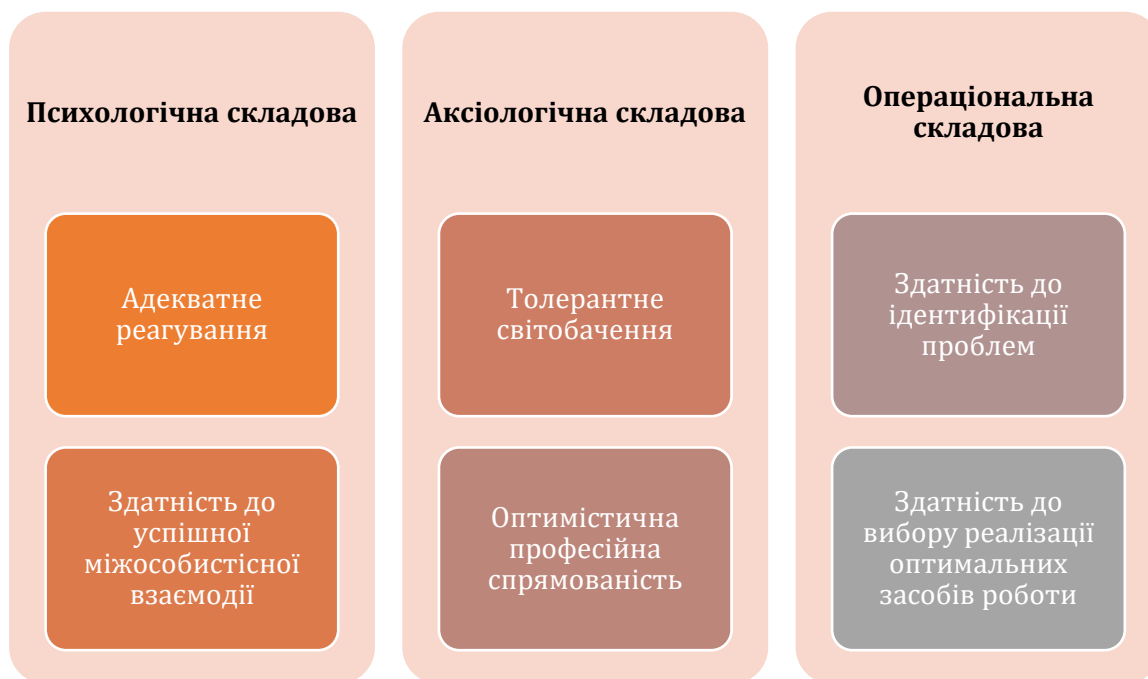 Психологічна складова
Адекватне
реагування
Здатність до
успішної
міжособистісної
взаємодії
Аксіологічна складова
Толерантне
світобачення
Оптимістична
професійна
спрямованість
Операціональна
складова
Здатність до
ідентифікації
проблем
Здатність до
вибору реалізації
оптимальних
засобів роботи